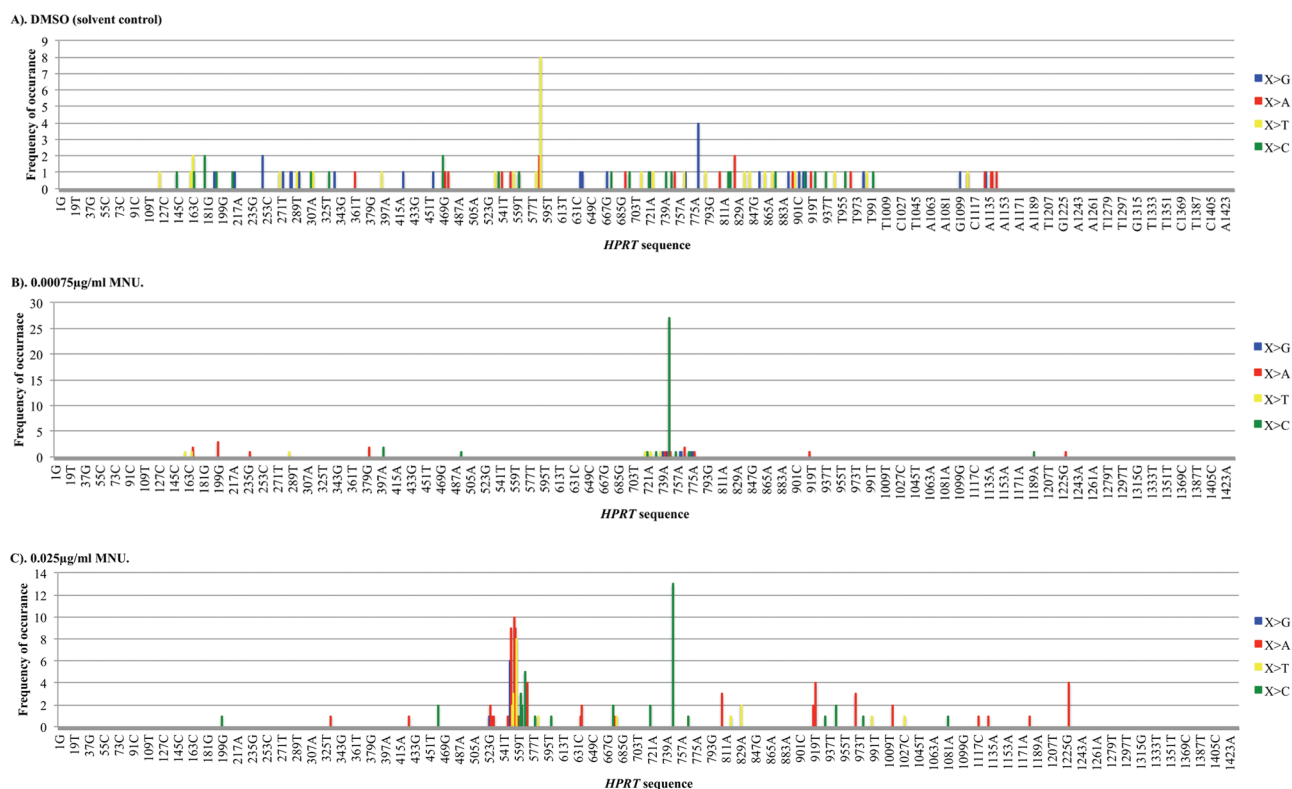 A). DMSO (solvent control)
Frequency of occurance
9
8
7
6
5
4
3
2
1
0
1G 19T 37G 55C 73C 91C 109T 127C 145C 163C 181G 199G 217A 235G 253C 271T 289T 307A 325T 343G 361T 379G 397A 415A 433G 451T 469G 487A 505A 523G 541T 559T 577T 595T 613T 631C 649C 667G 685G 703T 721A 739A 757A 775A 793G 811A 829A 847G 865A 883A 901C 919T 937T T955 T973 T991 T1009 C1027 T1045 A1063 A1081 G1099 C1117 A1135 A1153 A1171 A1189 T1207 G1225 A1243 A1261 T1279 T1297 G1315 T1333 T1351 C1369 T1387 C1405 A1423
HPRT sequence
X>G
X>A
X>T
X>C
B). 0.00075µg/ml MNU.
Frequency of occurnace
30
25
20
15
10
5
0
1G 19T 37G 55C 73C 91C 109T 127C 145C 163C 181G 199G 217A 235G 253C 271T 289T 307A 325T 343G 361T 379G 397A 415A 433G 451T 469G 487A 505A 523G 541T 559T 577T 595T 613T 631C 649C 667G 685G 703T 721A 739A 757A 775A 793G 811A 829A 847G 865A 883A 901C 919T 937T 955T 973T 991T 1009T 1027C 1045T 1063A 1081A 1099G 1117C 1135A 1153A 1171A 1189A 1207T 1225G 1243A 1261A 1279T 1297T 1315G 1333T 1351T 1369C 1387T 1405C 1423A
HPRT sequence
X>G
X>A
X>T
X>C
C). 0.025µg/ml MNU.
Frequency of occurance
14
12
10
8
6
4
2
0
1G 19T 37G 55C 73C 91C 109T 127C 145C 163C 181G 199G 217A 235G 253C 271T 289T 307A 325T 343G 361T 379G 397A 415A 433G 451T 469G 487A 505A 523G 541T 559T 577T 595T 613T 631C 649C 667G 685G 703T 721A 739A 757A 775A 793G 811A 829A 847G 865A 883A 901C 919T 937T 955T 973T 991T 1009T 1027C 1045T 1063A 1081A 1099G 1117C 1135A 1153A 1171A 1189A 1207T 1225G 1243A 1261A 1279T 1297T 1315G 1333T 1351T 1369C 1387T 1405C 1423A
HPRT sequence
X>G
X>A
X>T
X>C